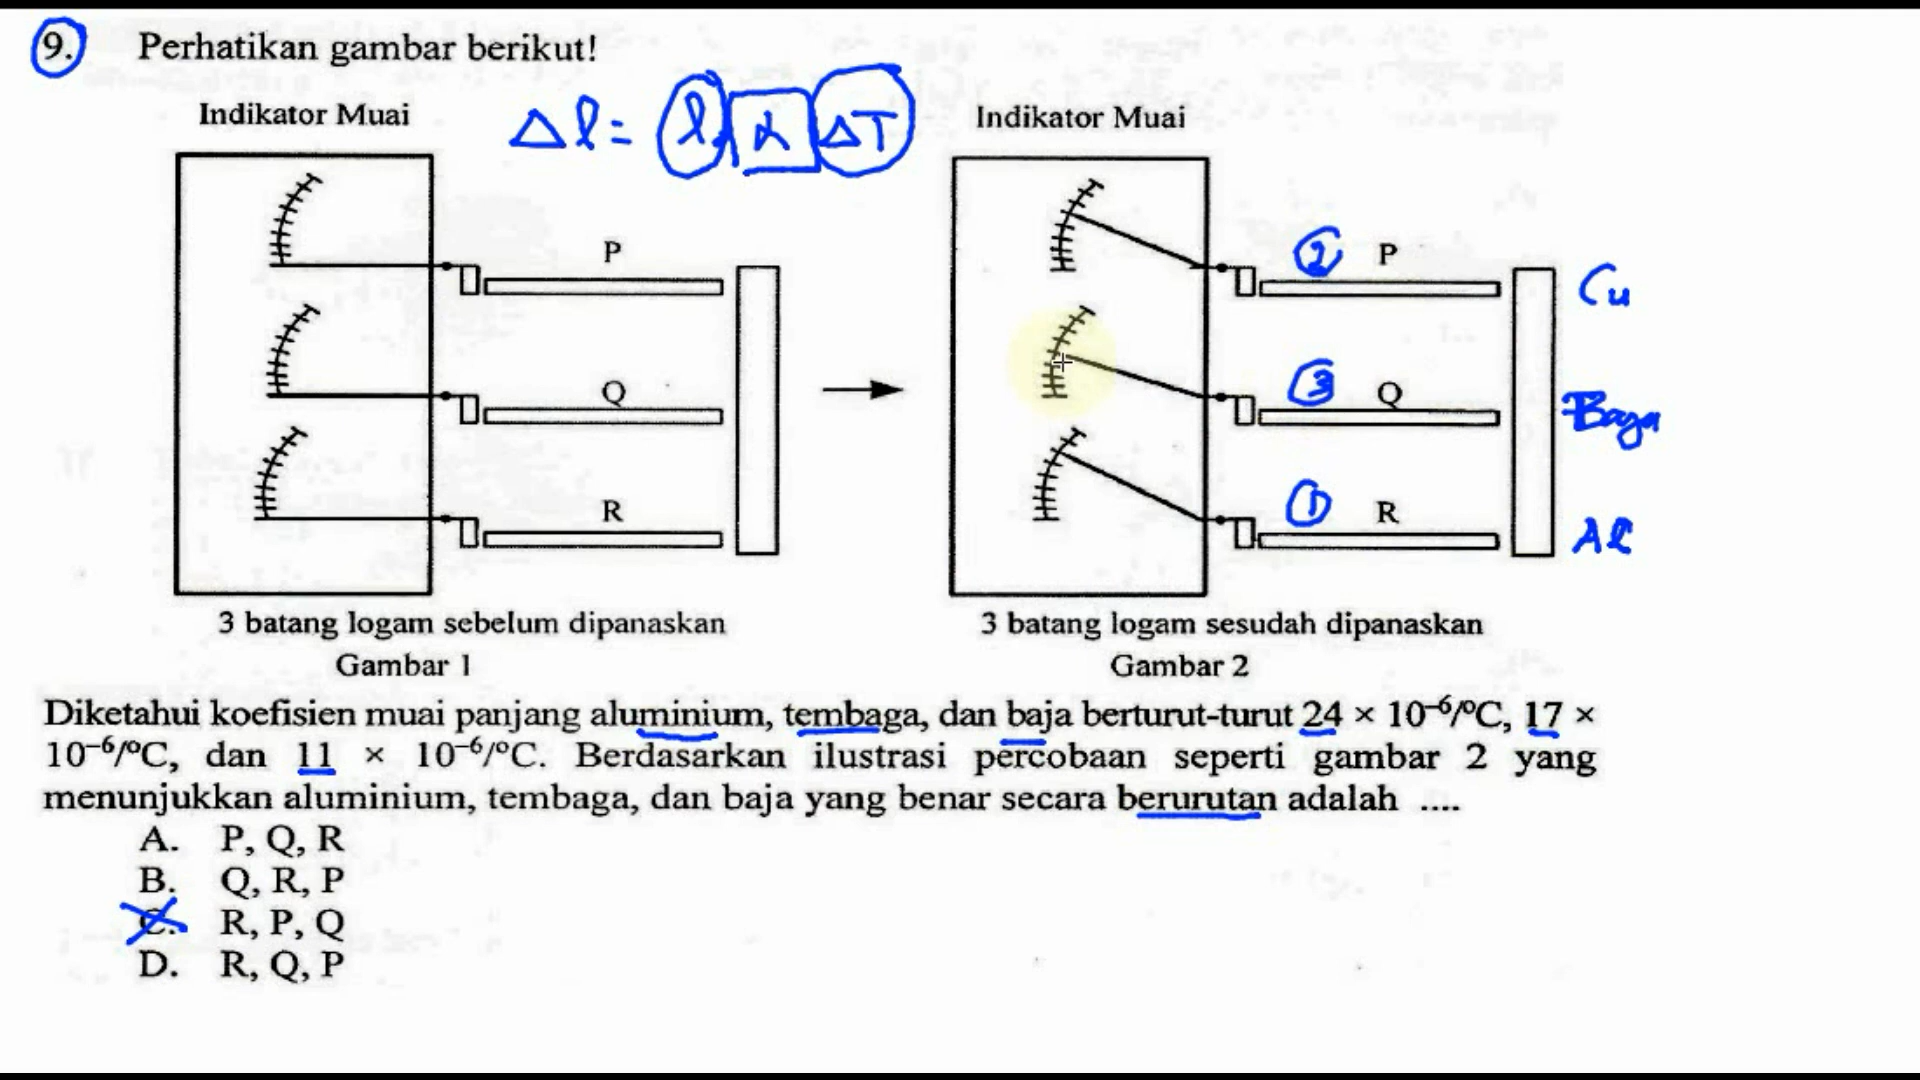 9. Perhatikan gambar berikut!
Indikator Muai
Δl = l α ΔT
Indikator Muai
P
Q
R
② P
③ Q
① R
Cu
Baja
Al
3 batang logam sebelum dipanaskan
Gambar 1
3 batang logam sesudah dipanaskan
Gambar 2
Diketahui koefisien muai panjang aluminium, tembaga, dan baja berturut-turut 24 × 10⁻⁶/°C, 17 ×
10⁻⁶/°C, dan 11 × 10⁻⁶/°C. Berdasarkan ilustrasi percobaan seperti gambar 2 yang
menunjukkan aluminium, tembaga, dan baja yang benar secara berurutan adalah ....
A. P, Q, R
B. Q, R, P
C. R, P, Q
D. R, Q, P